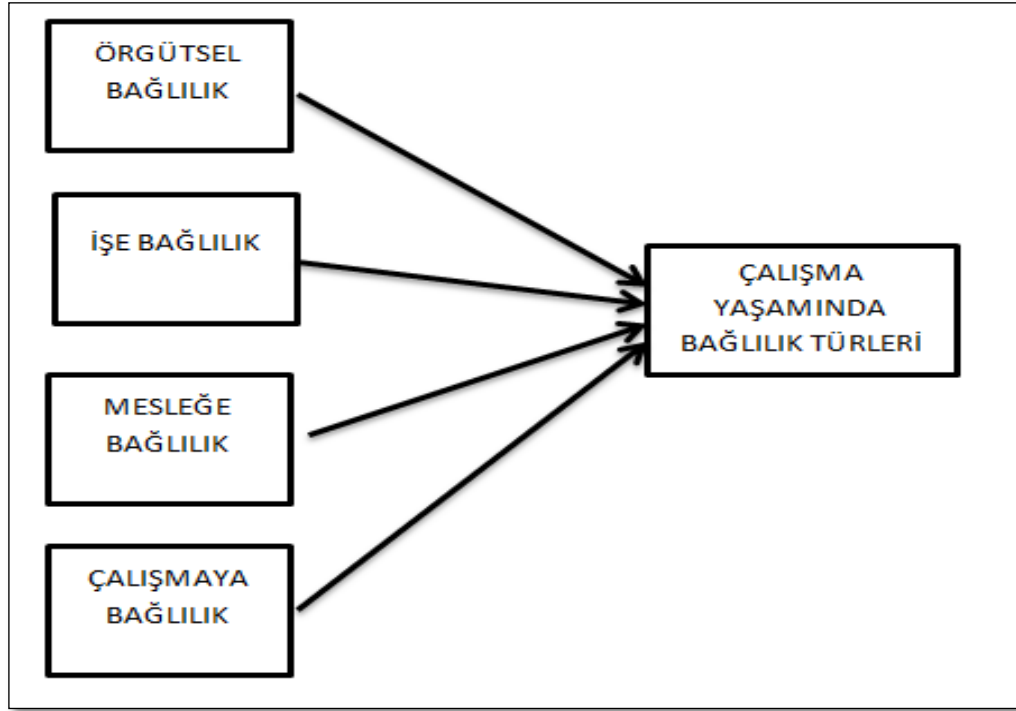 ÖRGÜTSEL
BAĞLILIK
İŞE BAĞLILIK
MESLEĞE
BAĞLILIK
ÇALIŞMAYA
BAĞLILIK
ÇALIŞMA
YAŞAMINDA
BAĞLILIK TÜRLERİ